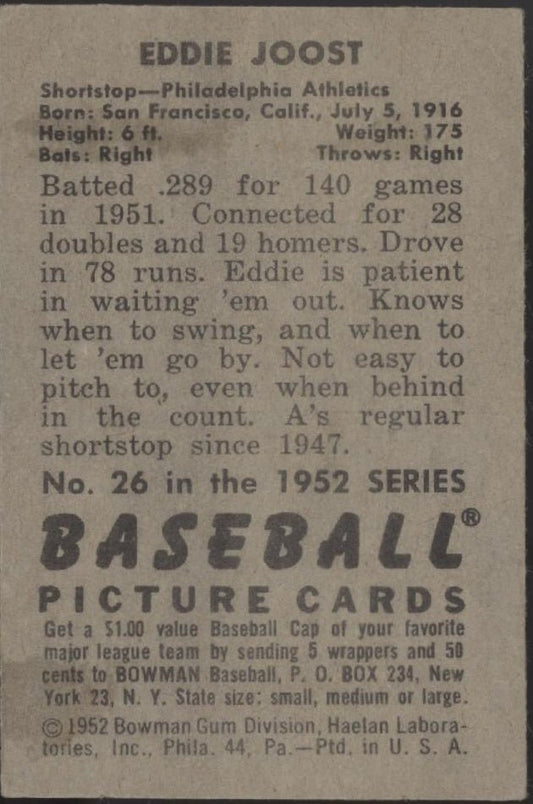 EDDIE JOOST
Shortstop—Philadelphia Athletics
Born: San Francisco, Calif., July 5, 1916
Height: 6 ft. Weight: 175
Bats: Right Throws: Right
Batted .289 for 140 games
in 1951. Connected for 28
doubles and 19 homers. Drove
in 78 runs. Eddie is patient
in waiting 'em out. Knows
when to swing, and when to
let 'em go by. Not easy to
pitch to, even when behind
in the count. A's regular
shortstop since 1947.
No. 26 in the 1952 SERIES
BASEBALL®
PICTURE CARDS
Get a $1.00 value Baseball Cap of your favorite
major league team by sending 5 wrappers and 50
cents to BOWMAN Baseball, P. O. BOX 234, New
York 23, N. Y. State size: small, medium or large.
© 1952 Bowman Gum Division, Haelan Labora-
tories, Inc., Phila. 44, Pa.—Ptd. in U. S. A.